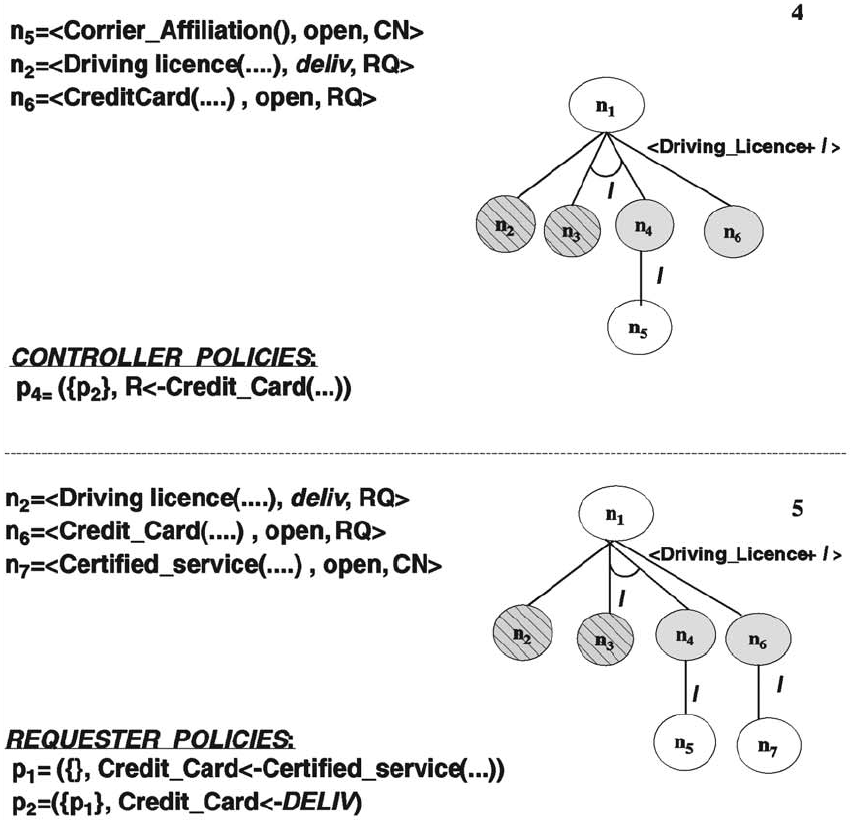 4
n5=<Corrier_Affiliation(), open, CN>
n2=<Driving licence(....), deliv, RQ>
n6=<CreditCard(....) , open, RQ>
n1
<Driving_Licence+ l >
l
n2
n3
n4
n6
l
n5
CONTROLLER POLICIES:
p4= ({p2}, R<-Credit_Card(...))
5
n2=<Driving licence(....), deliv, RQ>
n6=<Credit_Card(....) , open, RQ>
n7=<Certified_service(....) , open, CN>
n1
<Driving_Licence+ l >
l
n2
n3
n4
n6
l
l
n5
n7
REQUESTER POLICIES:
p1= ({}, Credit_Card<-Certified_service(...))
p2=({p1}, Credit_Card<-DELIV)